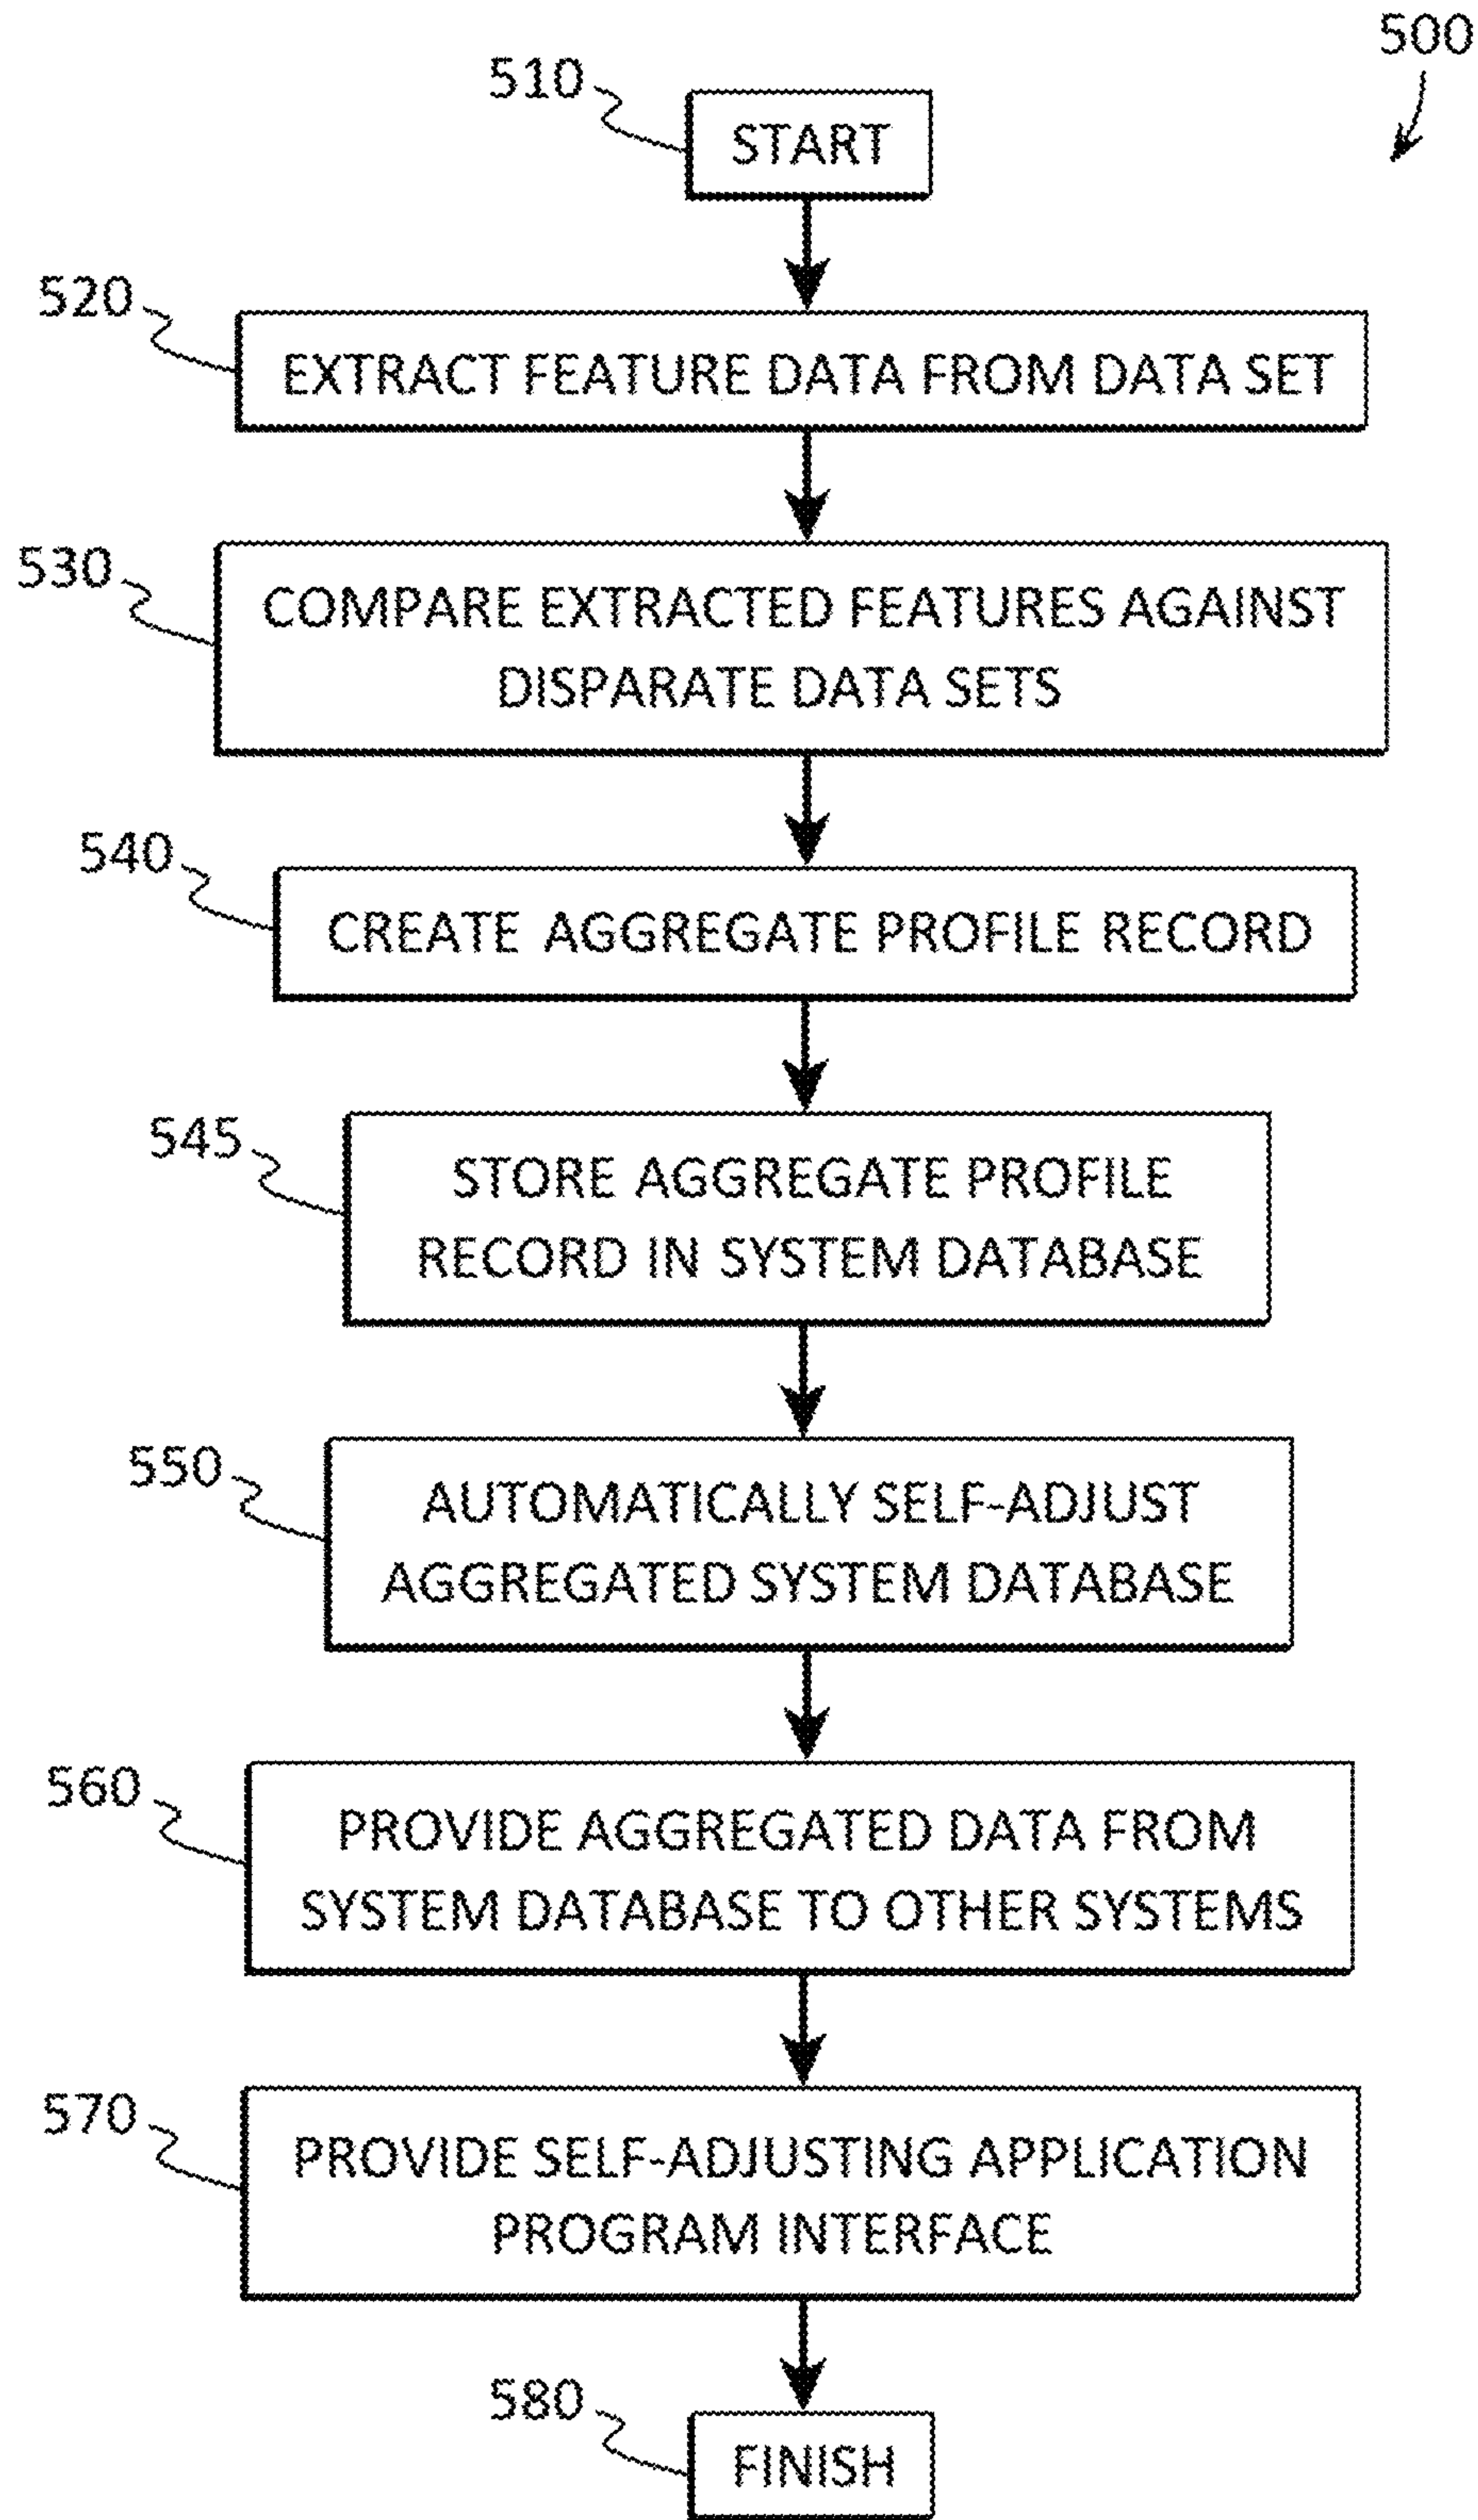 500
510
START
520
EXTRACT FEATURE DATA FROM DATA SET
530
COMPARE EXTRACTED FEATURES AGAINST
DISPARATE DATA SETS
540
CREATE AGGREGATE PROFILE RECORD
545
STORE AGGREGATE PROFILE
RECORD IN SYSTEM DATABASE
550
AUTOMATICALLY SELF-ADJUST
AGGREGATED SYSTEM DATABASE
560
PROVIDE AGGREGATED DATA FROM
SYSTEM DATABASE TO OTHER SYSTEMS
570
PROVIDE SELF-ADJUSTING APPLICATION
PROGRAM INTERFACE
580
FINISH